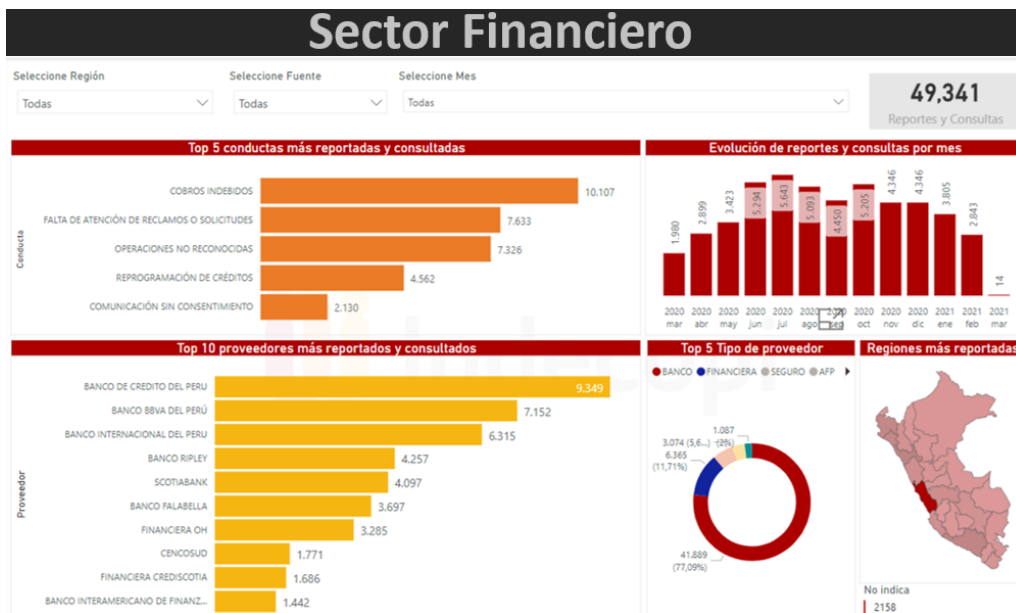 Sector Financiero
Seleccione Región
Seleccione Fuente
Seleccione Mes
Todas
Todas
Todas
49,341
Reportes y Consultas
Top 5 conductas más reportadas y consultadas
Conducta
COBROS INDEBIDOS 10.107
FALTA DE ATENCIÓN DE RECLAMOS O SOLICITUDES 7.633
OPERACIONES NO RECONOCIDAS 7.326
REPROGRAMACIÓN DE CRÉDITOS 4.562
COMUNICACIÓN SIN CONSENTIMIENTO 2.130
Evolución de reportes y consultas por mes
1.980 2.899 3.423 5.294 5.643 5.093 4.450 5.205 4.346 4.346 3.805 2.843 14
2020 2020 2020 2020 2020 2020 2020 2020 2020 2020 2021 2021 2021
mar abr may jun jul ago sep oct nov dic ene feb mar
Top 10 proveedores más reportados y consultados
Proveedor
BANCO DE CREDITO DEL PERU 9.349
BANCO BBVA DEL PERÚ 7.152
BANCO INTERNACIONAL DEL PERU 6.315
BANCO RIPLEY 4.257
SCOTIABANK 4.097
BANCO FALABELLA 3.697
FINANCIERA OH 3.285
CENCOSUD 1.771
FINANCIERA CREDISCOTIA 1.686
BANCO INTERAMERICANO DE FINANZ... 1.442
Top 5 Tipo de proveedor
BANCO FINANCIERA SEGURO AFP
1.087
(2%)
3.074 (5,6...)
6.365
(11,71%)
41.889
(77,09%)
Regiones más reportadas
No indica
2158
Indecopi